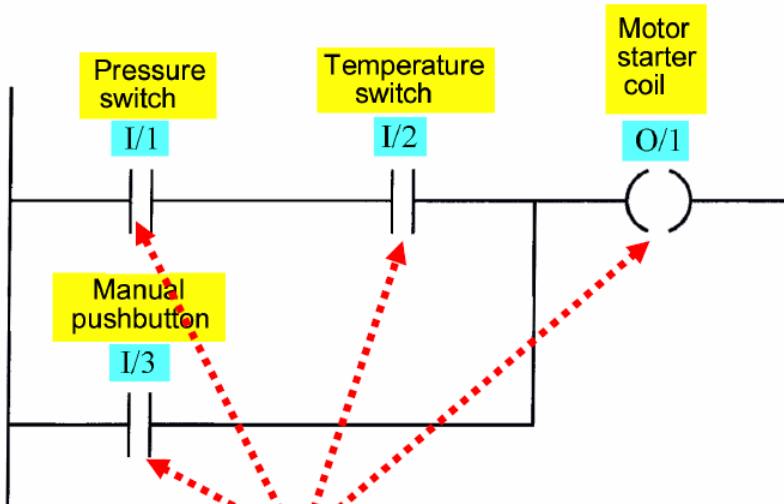 Pressure
switch
I/1
Temperature
switch
I/2
Motor
starter
coil
O/1
Manual
pushbutton
I/3